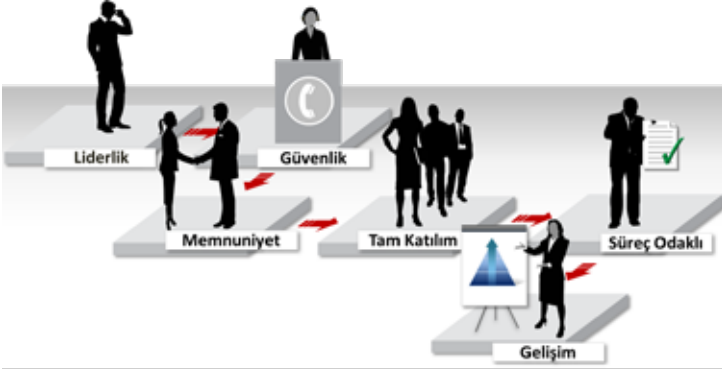 Liderlik
Güvenlik
Memnuniyet
Tam Katılım
Süreç Odaklı
Gelişim